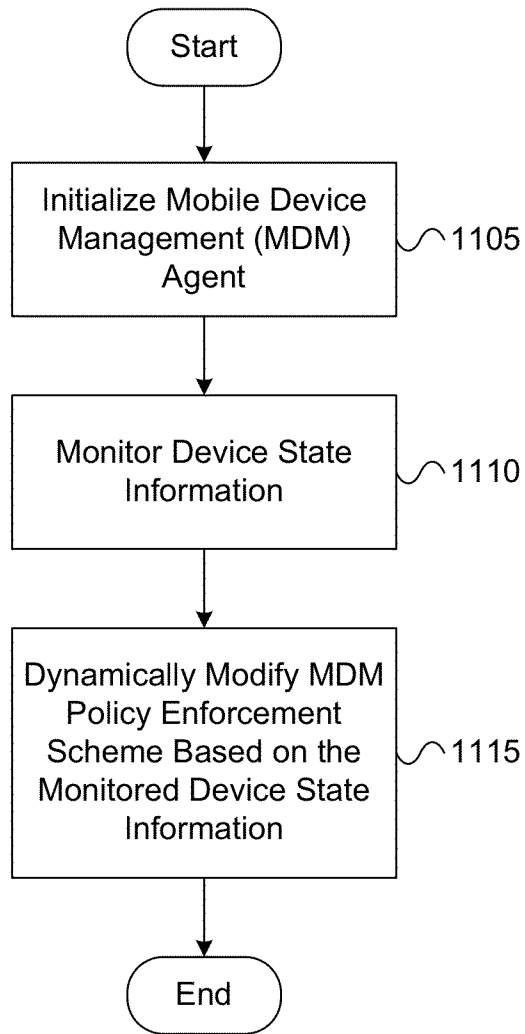 Start
Initialize Mobile Device
Management (MDM)
Agent
1105
Monitor Device State
Information
1110
Dynamically Modify MDM
Policy Enforcement
Scheme Based on the
Monitored Device State
Information
1115
End